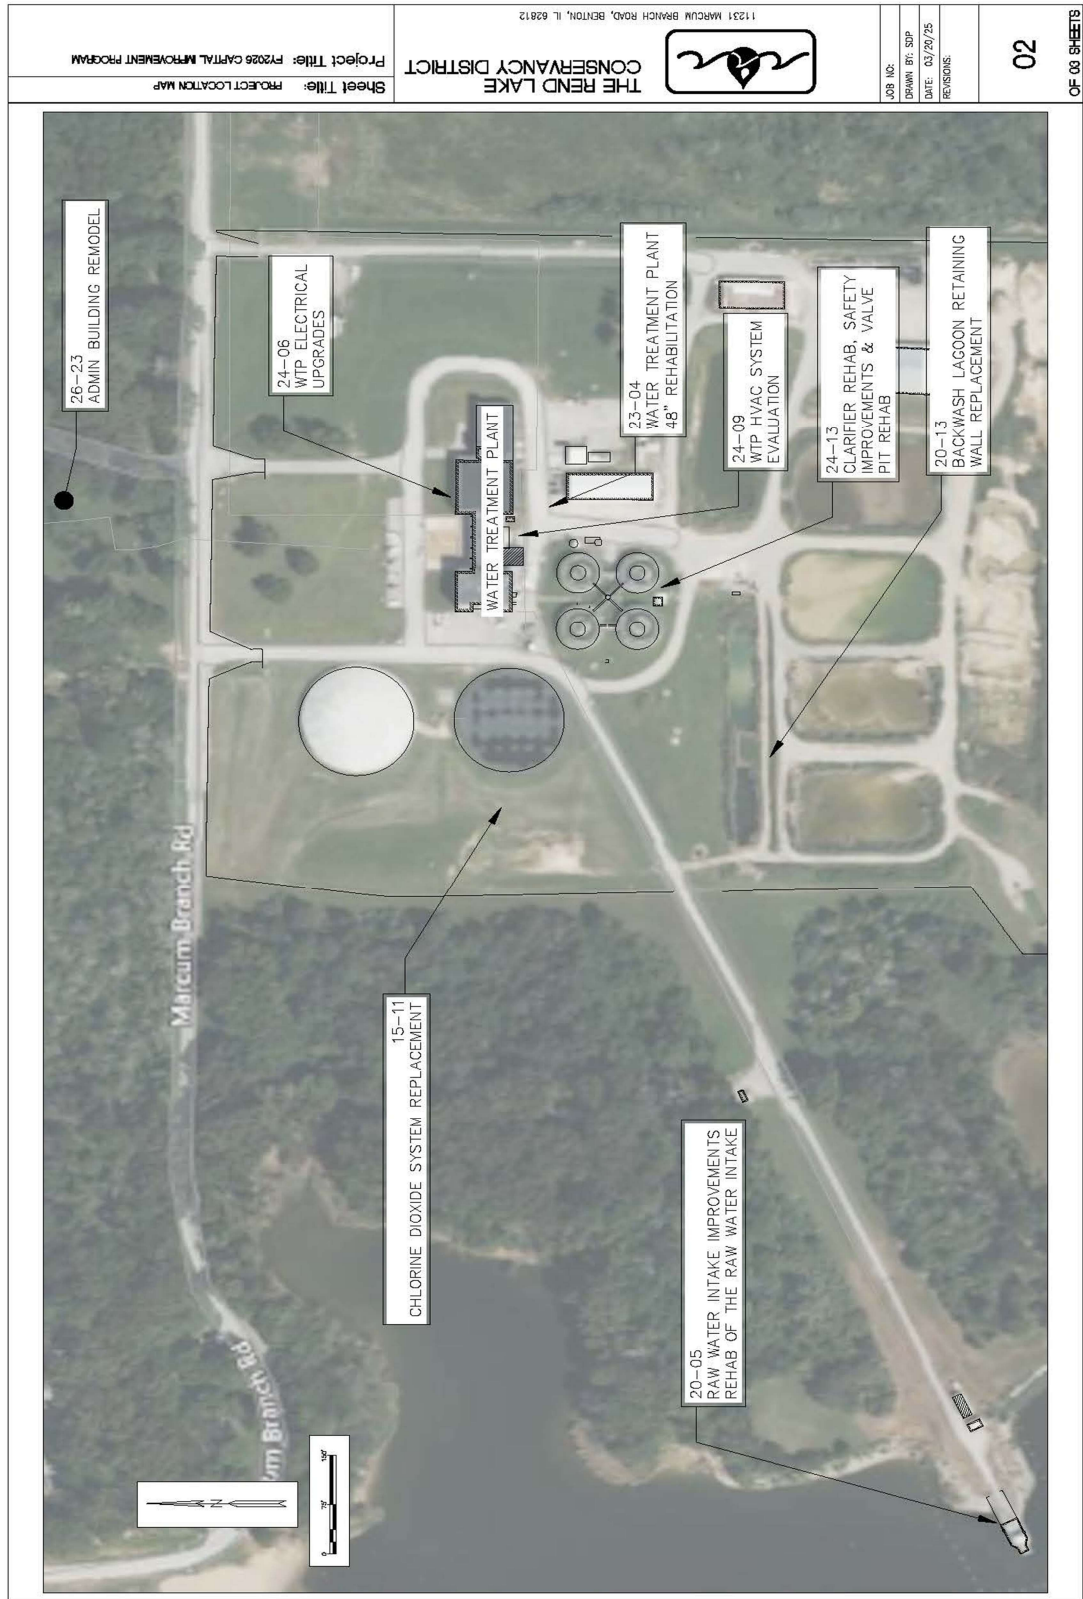 26-23
ADMIN BUILDING REMODEL
24-06
WTP ELECTRICAL
UPGRADES
WATER TREATMENT PLANT
23-04
WATER TREATMENT PLANT
48" REHABILITATION
24-09
WTP HVAC SYSTEM
EVALUATION
24-13
CLARIFIER REHAB, SAFETY
IMPROVEMENTS & VALVE
PIT REHAB
20-13
BACKWASH LAGOON RETAINING
WALL REPLACEMENT
15-11
CHLORINE DIOXIDE SYSTEM REPLACEMENT
20-05
RAW WATER INTAKE IMPROVEMENTS
REHAB OF THE RAW WATER INTAKE
Marcum Branch Rd
um Branch Rd
N
0 75' 150'
Sheet Title: PROJECT LOCATION MAP
Project Title: FY2026 CAPITAL IMPROVEMENT PROGRAM
THE REND LAKE
CONSERVANCY DISTRICT
11231 MARCUM BRANCH ROAD, BENTON, IL 62812
JOB NO:
DRAWN BY: SDP
DATE: 03/20/25
REVISIONS:
02
OF 03 SHEETS